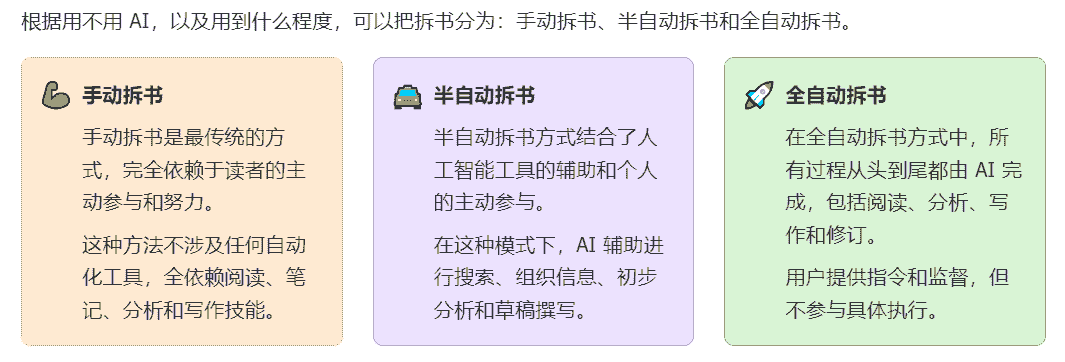 根据用不用 AI，以及用到什么程度，可以把拆书分为：手动拆书、半自动拆书和全自动拆书。
手动拆书
手动拆书是最传统的方
式，完全依赖于读者的主
动参与和努力。
这种方法不涉及任何自动
化工具，全依赖阅读、笔
记、分析和写作技能。
半自动拆书
半自动拆书方式结合了人
工智能工具的辅助和个人
的主动参与。
在这种模式下，AI 辅助进
行搜索、组织信息、初步
分析和草稿撰写。
全自动拆书
在全自动拆书方式中，所
有过程从头到尾都由 AI 完
成，包括阅读、分析、写
作和修订。
用户提供指令和监督，但
不参与具体执行。